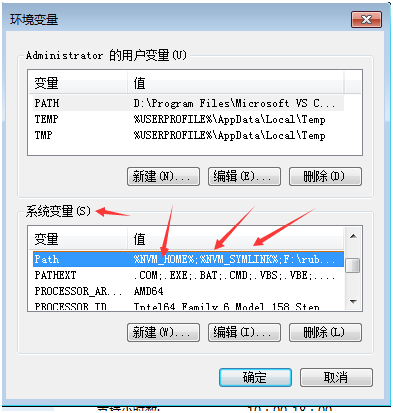 环境变量
Administrator 的用户变量(U)
变量 值
PATH D:\Program Files\Microsoft VS C...
TEMP %USERPROFILE%\AppData\Local\Temp
TMP %USERPROFILE%\AppData\Local\Temp
新建(N)... 编辑(E)... 删除(D)
系统变量(S)
变量 值
Path %NVM_HOME%;%NVM_SYMLINK%;F:\rub...
PATHEXT .COM;.EXE;.BAT;.CMD;.VBS;.VBE;....
PROCESSOR_AR... AMD64
PROCESSOR_ID Intel64 Family 6 Model 158 Step
新建(W)... 编辑(I)... 删除(L)
确定 取消